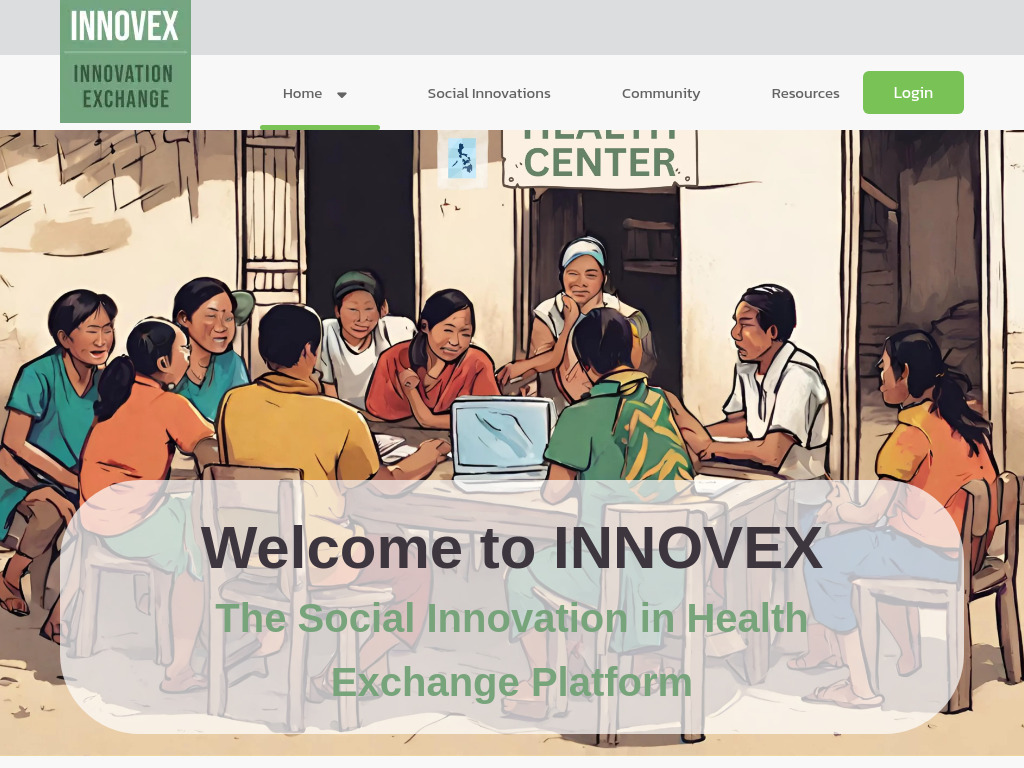 INNOVEX
INNOVATION
EXCHANGE
Home
Social Innovations
Community
Resources
Login
HEALTH
CENTER
Welcome to INNOVEX
The Social Innovation in Health
Exchange Platform